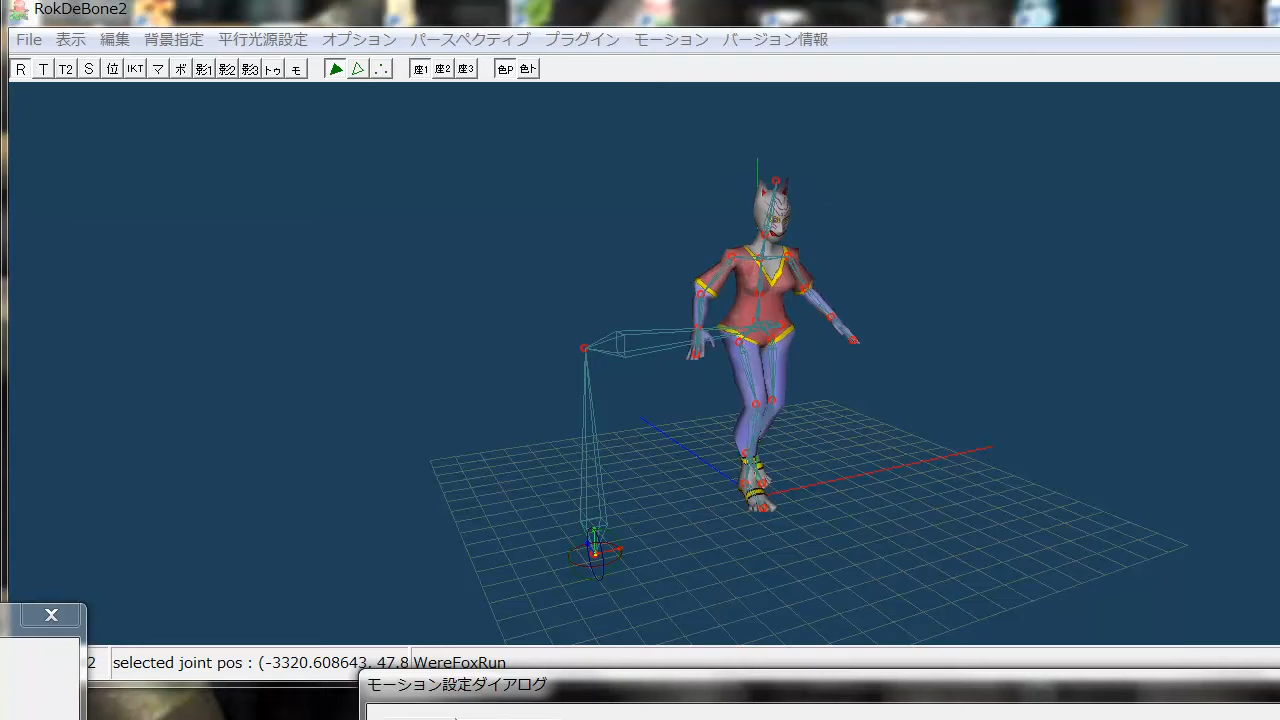 RokDeBone2
File 表示 編集 背景指定 平行光源設定 オプション パースペクティブ プラグイン モーション バージョン情報
R T T2 S 位 IKT マ ボ 影1 影2 影3 トゥ モ 座1 座2 座3 色P 色ト
X
2 selected joint pos : (-3320.608643, 47.8 WereFoxRun
モーション設定ダイアログ